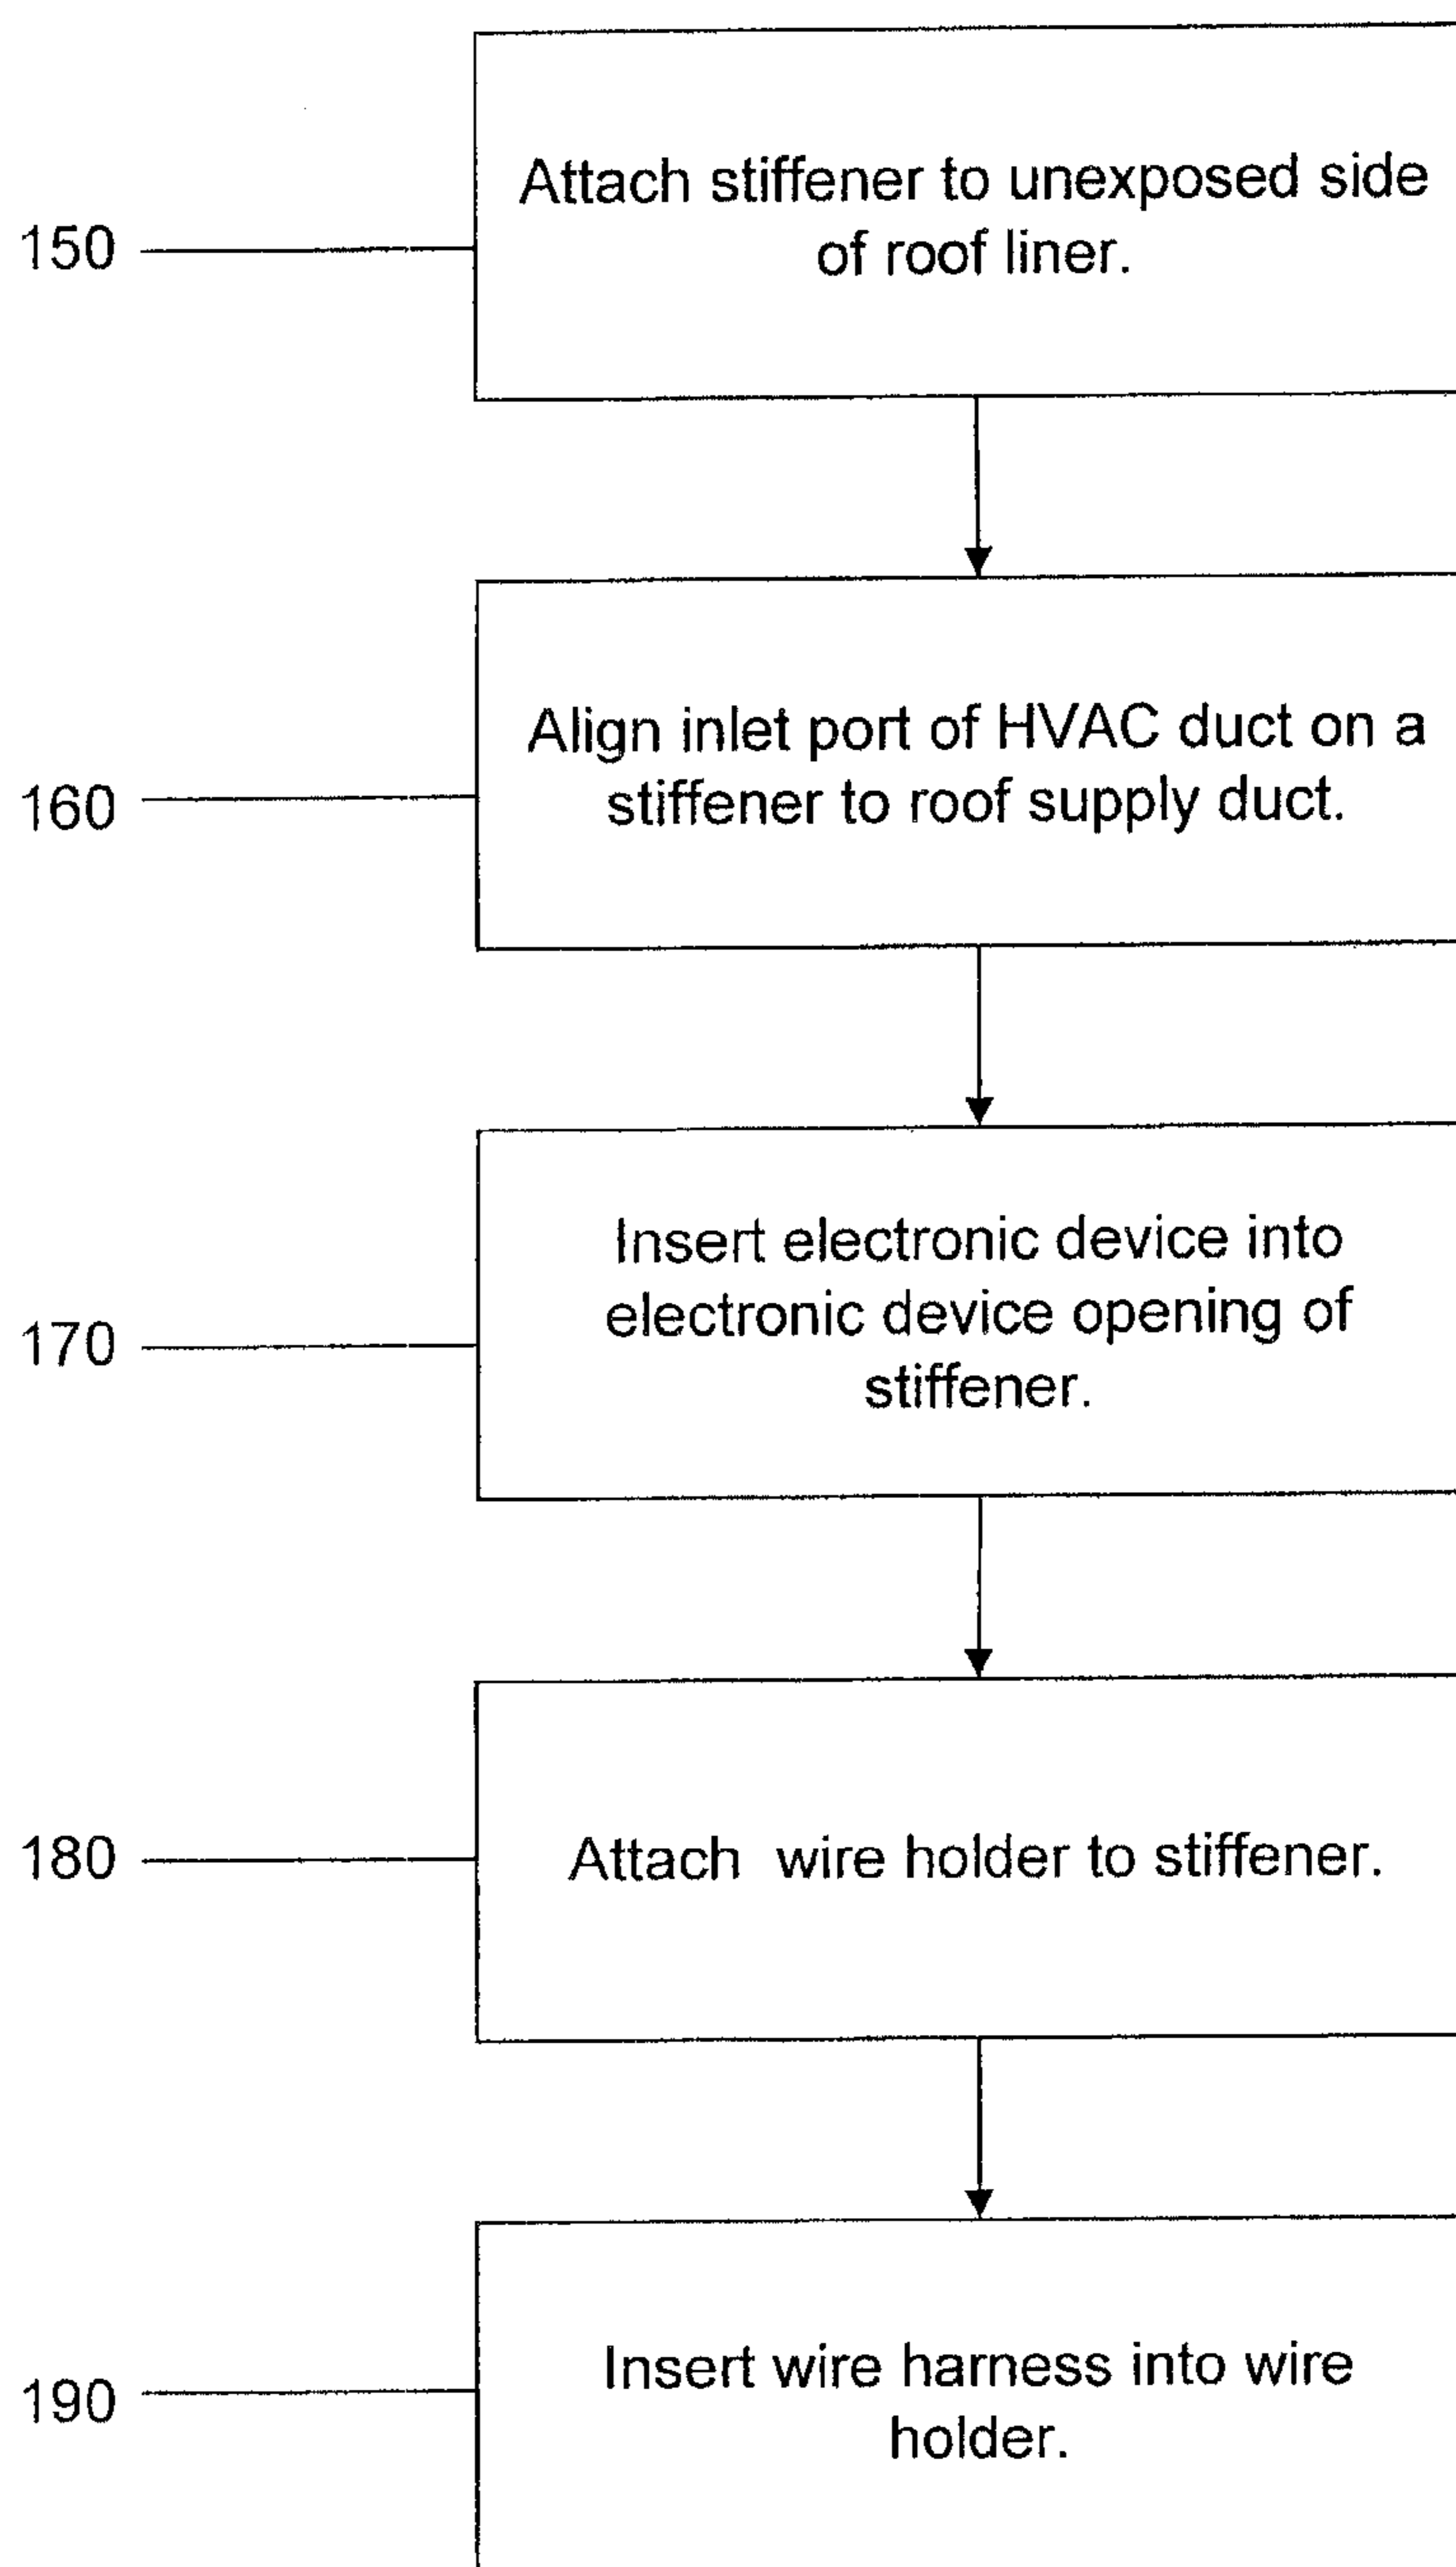 150
Attach stiffener to unexposed side
of roof liner.
160
Align inlet port of HVAC duct on a
stiffener to roof supply duct.
170
Insert electronic device into
electronic device opening of
stiffener.
180
Attach wire holder to stiffener.
190
Insert wire harness into wire
holder.